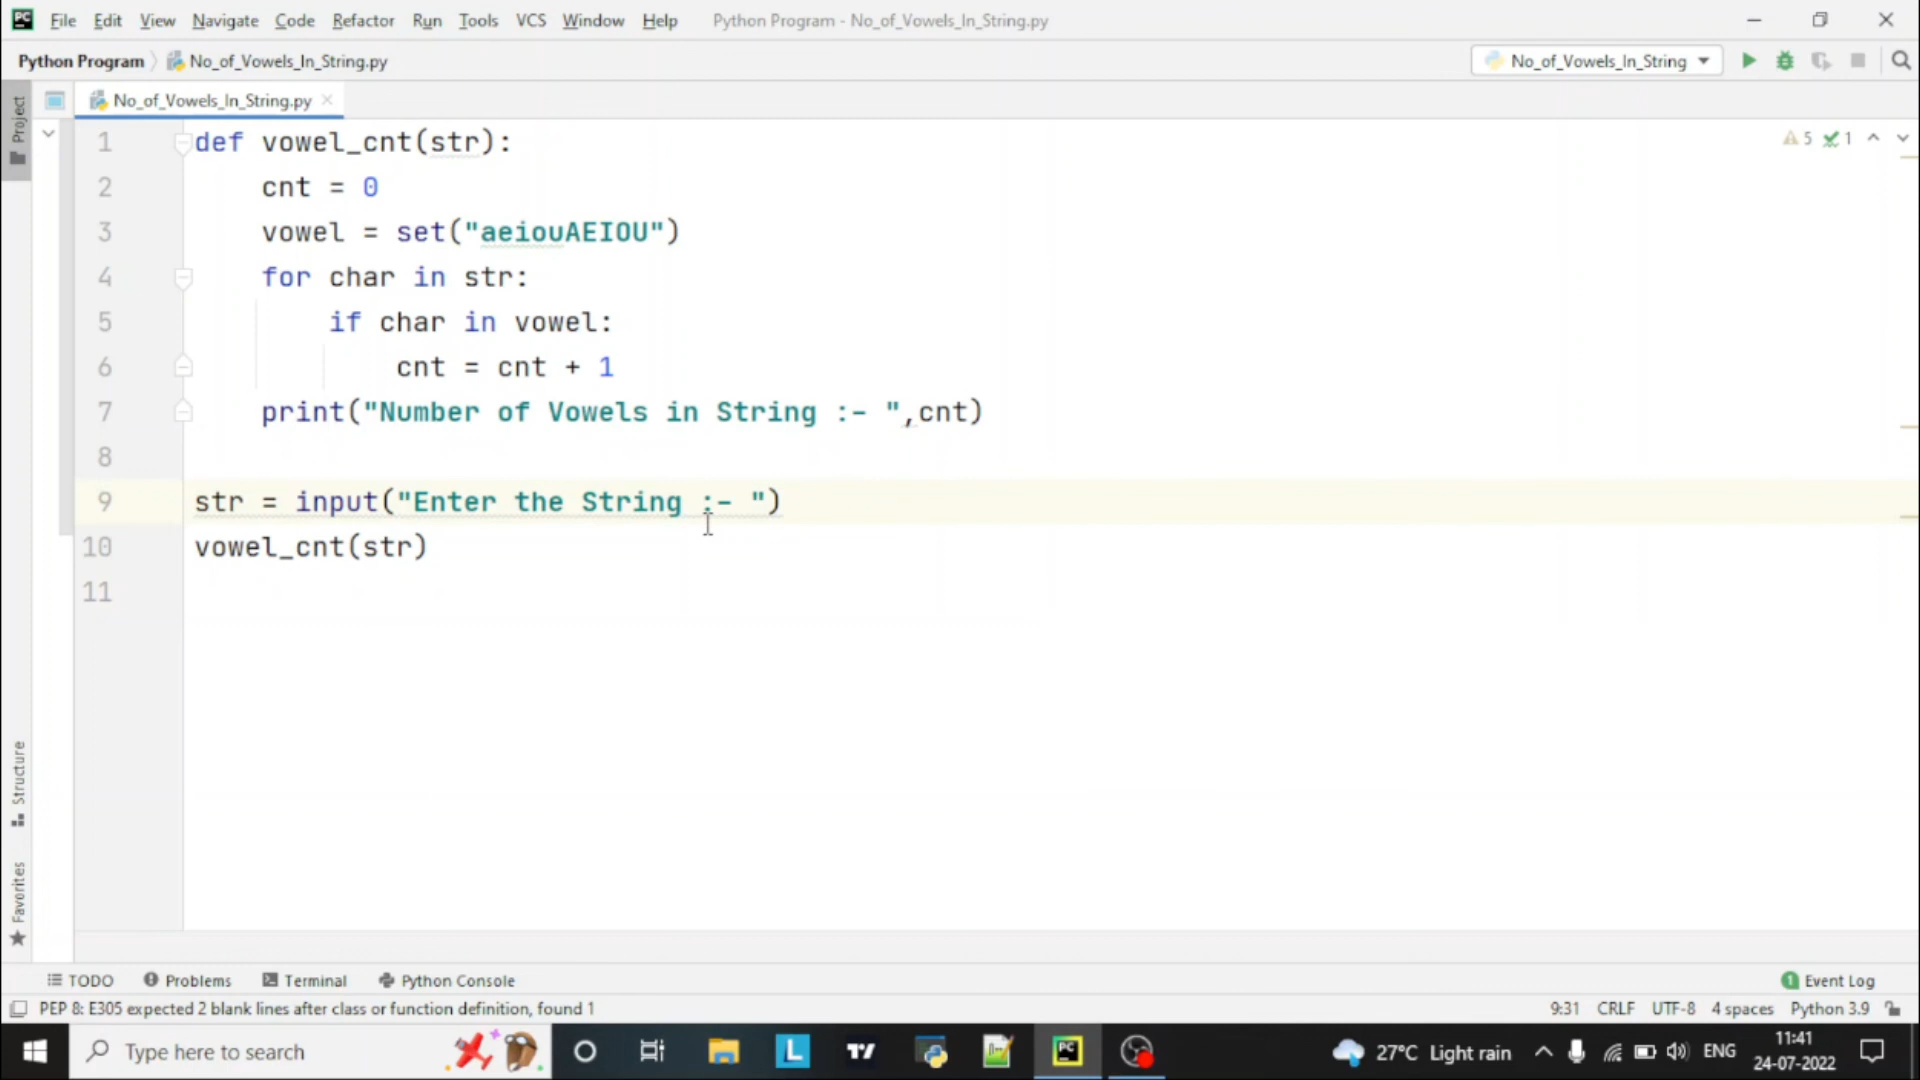 PC File Edit View Navigate Code Refactor Run Tools VCS Window Help Python Program - No_of_Vowels_In_String.py
Python Program No_of_Vowels_In_String.py No_of_Vowels_In_String
Project No_of_Vowels_In_String.py
1 def vowel_cnt(str): 5 1
2 cnt = 0
3 vowel = set("aeiouAEIOU")
4 for char in str:
5 if char in vowel:
6 cnt = cnt + 1
7 print("Number of Vowels in String :- ",cnt)
8
9 str = input("Enter the String :- ")
10 vowel_cnt(str)
11
Structure
Favorites
TODO Problems Terminal Python Console 1 Event Log
PEP 8: E305 expected 2 blank lines after class or function definition, found 1 9:31 CRLF UTF-8 4 spaces Python 3.9
Type here to search L PC 27°C Light rain ENG 11:41
24-07-2022